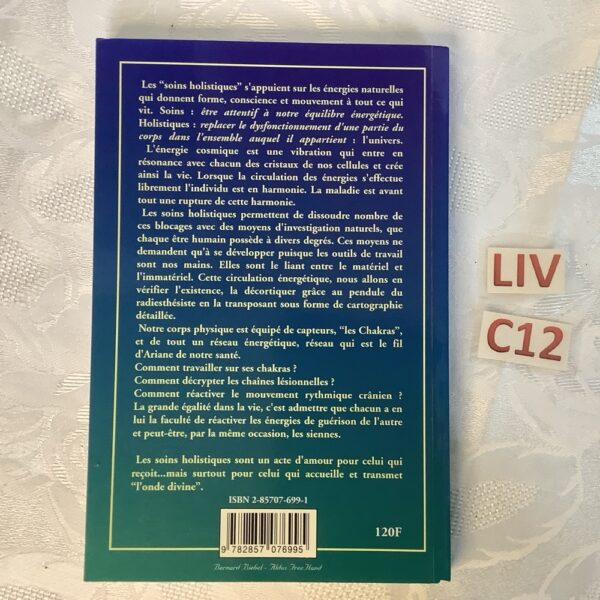 Les "soins holistiques" s'appuient sur les énergies naturelles
qui donnent forme, conscience et mouvement à tout ce qui
vit. Soins : être attentif à notre équilibre énergétique.
Holistiques : replacer le dysfonctionnement d'une partie du
corps dans l'ensemble auquel il appartient : l'univers.
L'énergie cosmique est une vibration qui entre en
résonance avec chacun des cristaux de nos cellules et crée
ainsi la vie. Lorsque la circulation des énergies s'effectue
librement l'individu est en harmonie. La maladie est avant
tout une rupture de cette harmonie.
Les soins holistiques permettent de dissoudre nombre de
ces blocages avec des moyens d'investigation naturels, que
chaque être humain possède à divers degrés. Ces moyens ne
demandent qu'à se développer puisque les outils de travail
sont nos mains. Elles sont le liant entre le matériel et
l'immatériel. Cette circulation énergétique, nous allons en
vérifier l'existence, la décortiquer grâce au pendule du
radiesthésiste en la transposant sous forme de cartographie
détaillée.
Notre corps physique est équipé de capteurs, "les Chakras",
et de tout un réseau énergétique, réseau qui est le fil
d'Ariane de notre santé.
Comment travailler sur ses chakras ?
Comment décrypter les chaînes lésionnelles ?
Comment réactiver le mouvement rythmique crânien ?
La grande égalité dans la vie, c'est admettre que chacun a en
lui la faculté de réactiver les énergies de guérison de l'autre
et peut-être, par la même occasion, les siennes.
Les soins holistiques sont un acte d'amour pour celui qui
reçoit...mais surtout pour celui qui accueille et transmet
"l'onde divine".
ISBN 2-85707-699-1
9 782857 076995
120F
Bernard Biebel - Aldus FreeHand
LIV
C12